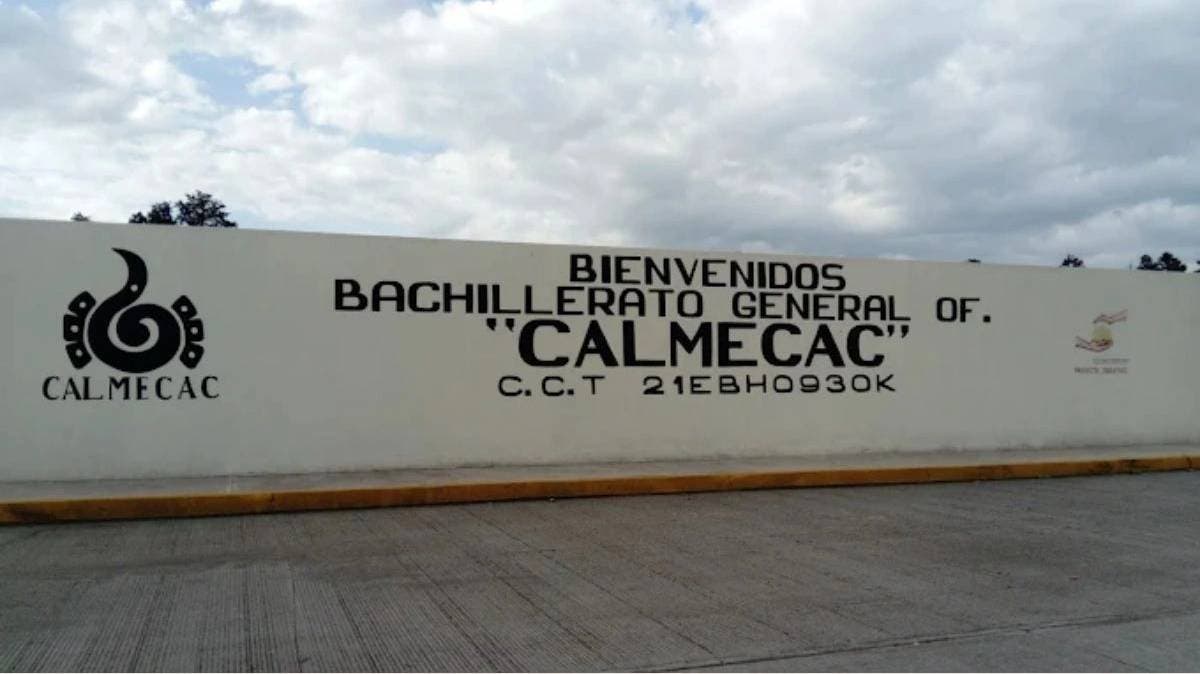 CALMECAC
BIENVENIDOS
BACHILLERATO GENERAL OF.
"CALMECAC"
C.C.T 21EBH0930K